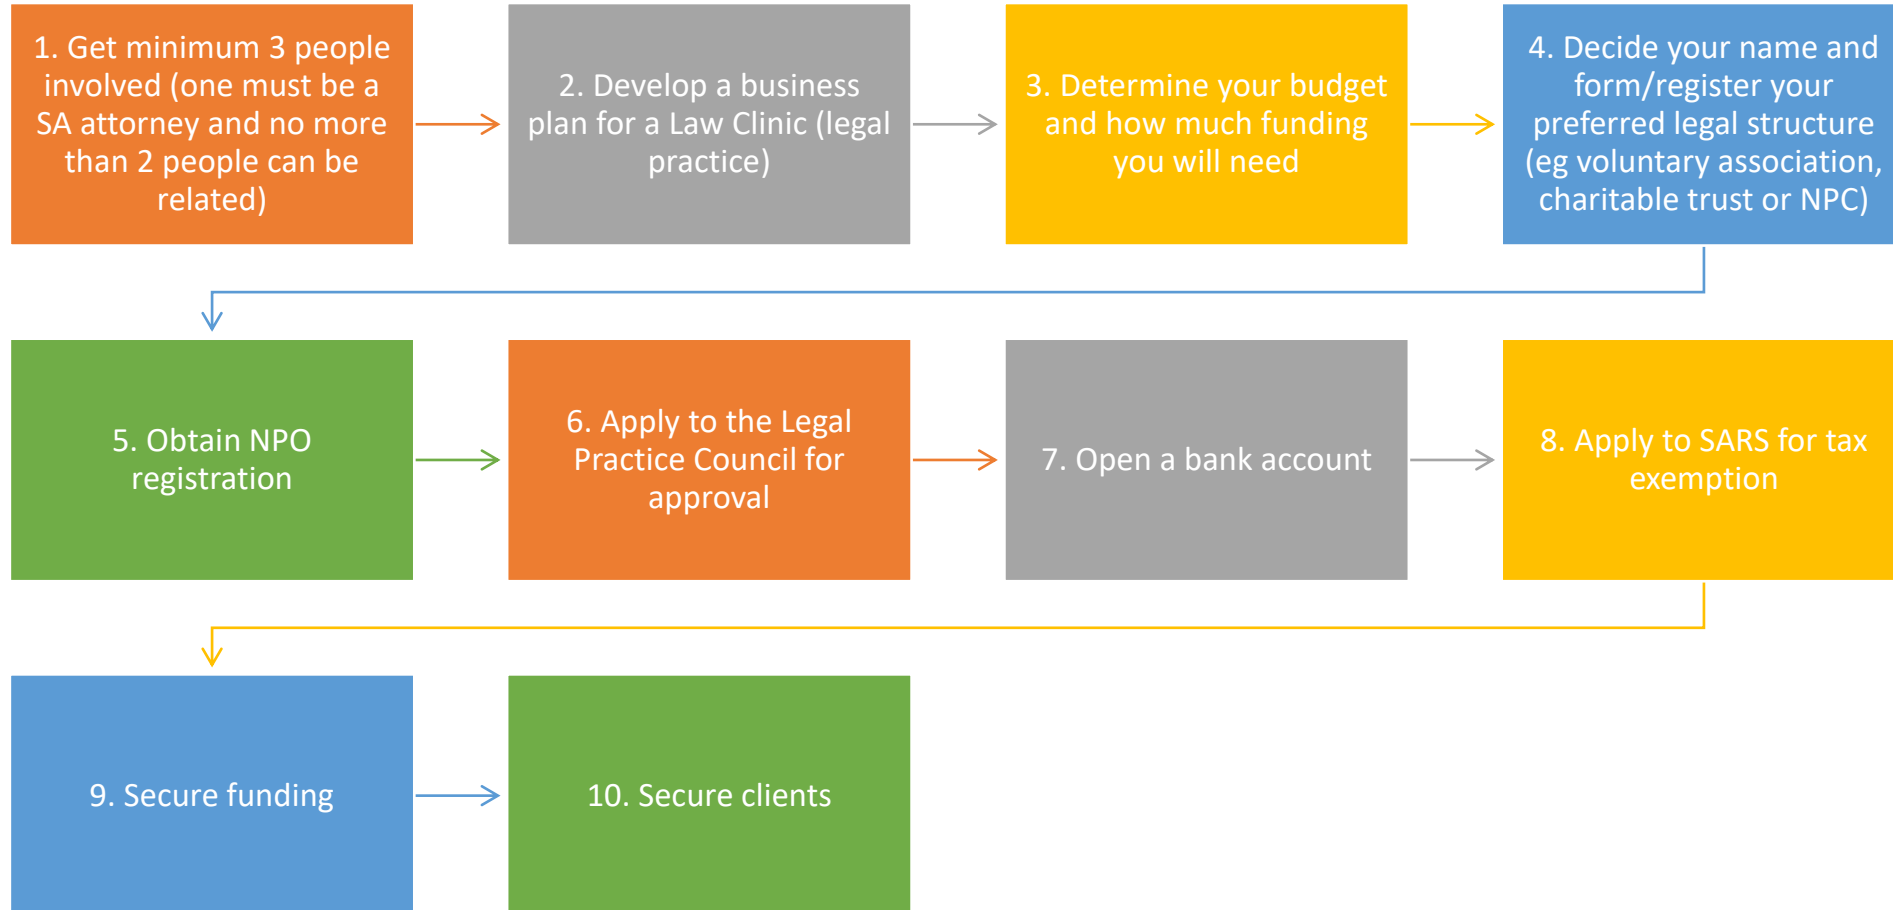 1. Get minimum 3 people
involved (one must be a
SA attorney and no more
than 2 people can be
related)
2. Develop a business
plan for a Law Clinic (legal
practice)
3. Determine your budget
and how much funding
you will need
4. Decide your name and
form/register your
preferred legal structure
(eg voluntary association,
charitable trust or NPC)
5. Obtain NPO
registration
6. Apply to the Legal
Practice Council for
approval
7. Open a bank account
8. Apply to SARS for tax
exemption
9. Secure funding
10. Secure clients